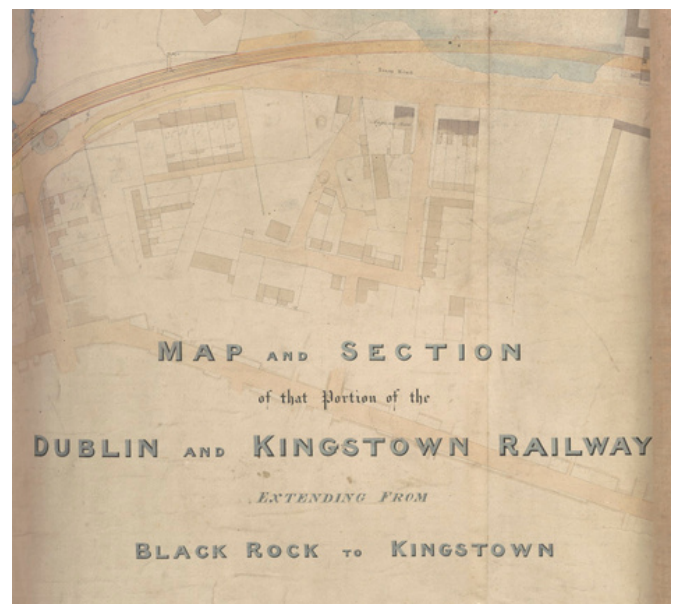 MAP AND SECTION
of that Portion of the
DUBLIN AND KINGSTOWN RAILWAY
EXTENDING FROM
BLACK ROCK TO KINGSTOWN